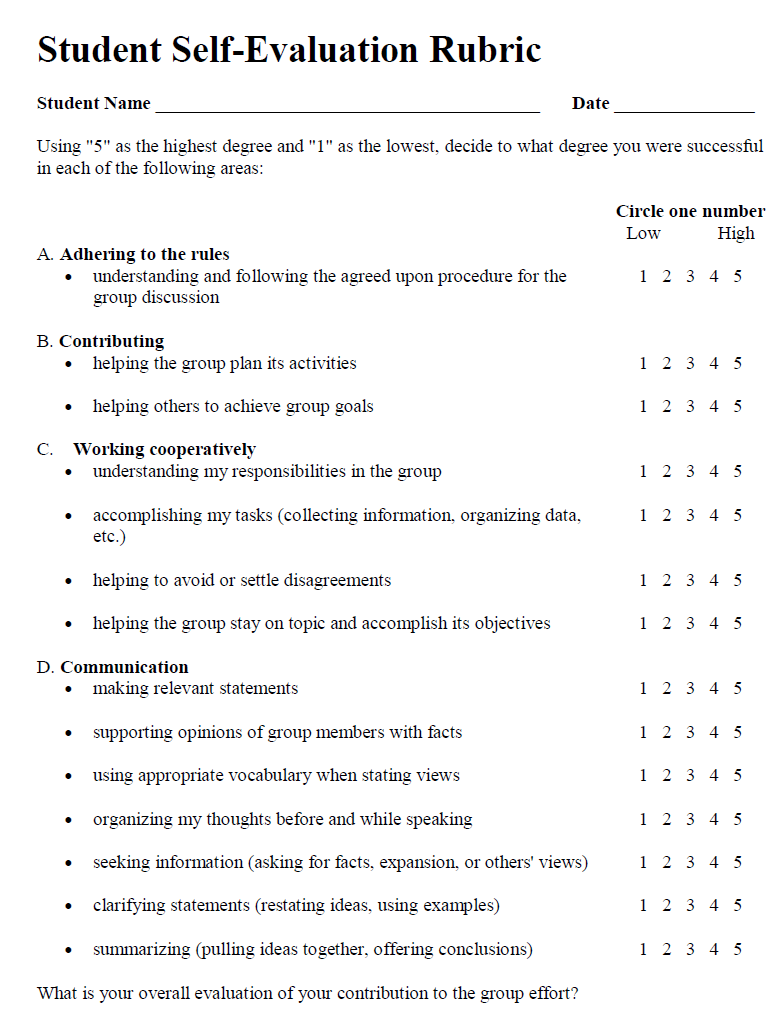 Student Self-Evaluation Rubric
Student Name ________________________________________ Date _______________
Using "5" as the highest degree and "1" as the lowest, decide to what degree you were successful
in each of the following areas:
Circle one number
Low High
A. Adhering to the rules
• understanding and following the agreed upon procedure for the 1 2 3 4 5
group discussion
B. Contributing
• helping the group plan its activities 1 2 3 4 5
• helping others to achieve group goals 1 2 3 4 5
C. Working cooperatively
• understanding my responsibilities in the group 1 2 3 4 5
• accomplishing my tasks (collecting information, organizing data, 1 2 3 4 5
etc.)
• helping to avoid or settle disagreements 1 2 3 4 5
• helping the group stay on topic and accomplish its objectives 1 2 3 4 5
D. Communication
• making relevant statements 1 2 3 4 5
• supporting opinions of group members with facts 1 2 3 4 5
• using appropriate vocabulary when stating views 1 2 3 4 5
• organizing my thoughts before and while speaking 1 2 3 4 5
• seeking information (asking for facts, expansion, or others' views) 1 2 3 4 5
• clarifying statements (restating ideas, using examples) 1 2 3 4 5
• summarizing (pulling ideas together, offering conclusions) 1 2 3 4 5
What is your overall evaluation of your contribution to the group effort?